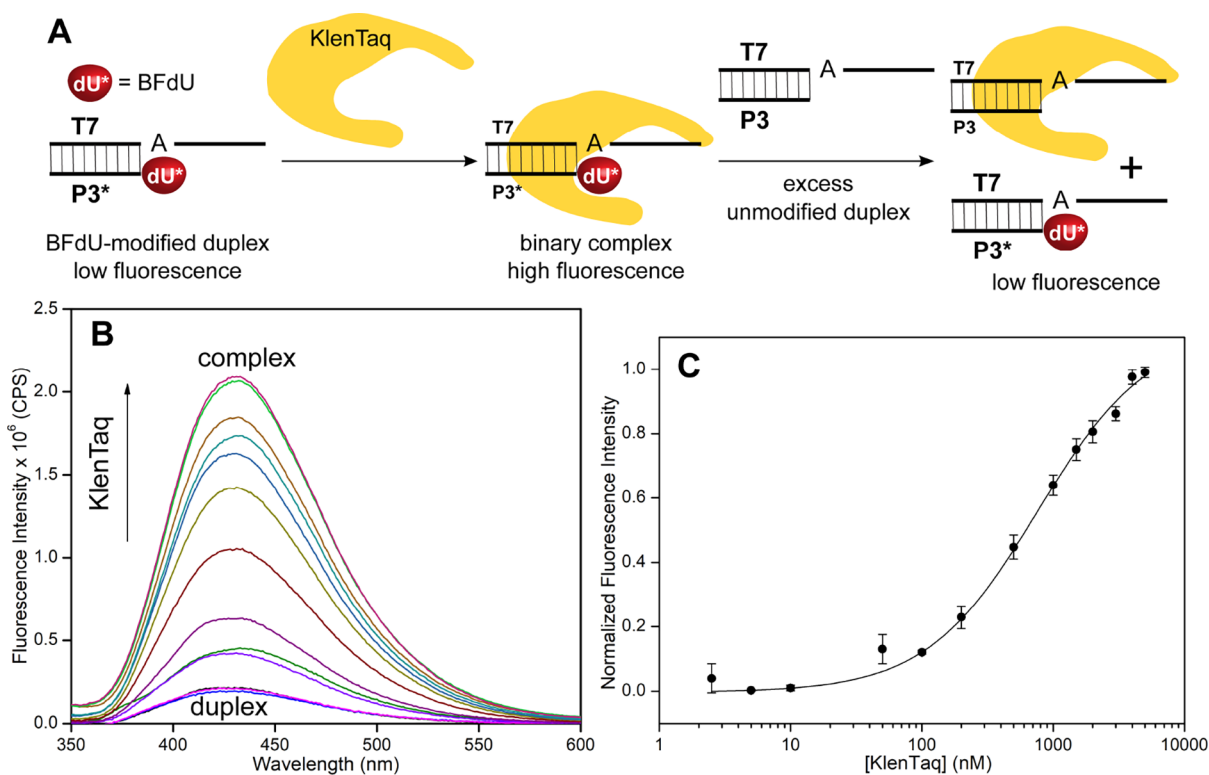 A
KlenTaq
dU* = BFdU
T7
A
P3*
BFdU-modified duplex
low fluorescence
T7
A
dU*
P3*
binary complex
high fluorescence
T7
A
P3
excess
unmodified duplex
T7
A
P3
+
T7
A
dU*
P3*
low fluorescence
dU*
B
complex
KlenTaq
duplex
Fluorescence Intensity x 10⁶ (CPS)
2.5
2.0
1.5
1.0
0.5
0.0
350 400 450 500 550 600
Wavelength (nm)
C
Normalized Fluorescence Intensity
1.0
0.8
0.6
0.4
0.2
0.0
1 10 100 1000 10000
[KlenTaq] (nM)